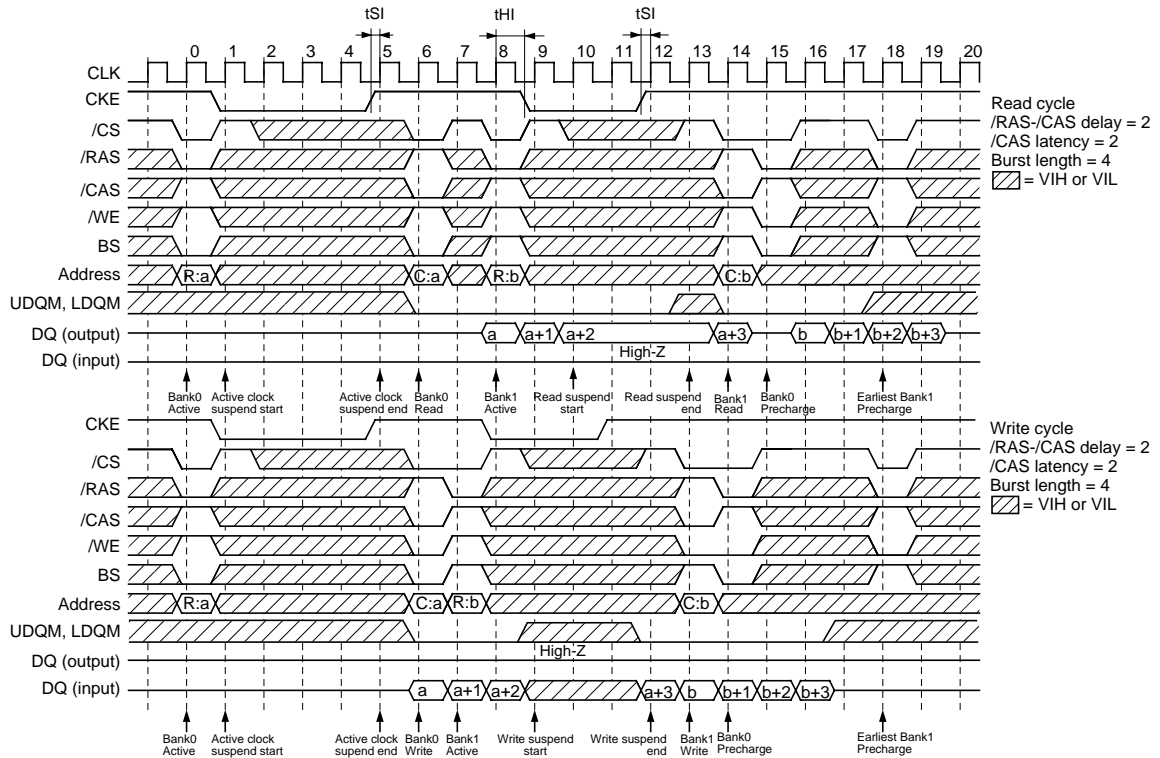 tSI tHI tSI
0 1 2 3 4 5 6 7 8 9 10 11 12 13 14 15 16 17 18 19 20
CLK
CKE
/CS
/RAS
/CAS
/WE
BS
Address R:a C:a R:b C:b
UDQM, LDQM
DQ (output) a a+1 a+2 a+3 b b+1 b+2 b+3
High-Z
DQ (input)
Bank0 Active
Active clock suspend start
Active clock suspend end
Bank0 Read
Bank1 Active
Read suspend start
Read suspend end
Bank1 Read
Bank0 Precharge
Earliest Bank1 Precharge
Read cycle
/RAS-/CAS delay = 2
/CAS latency = 2
Burst length = 4
= VIH or VIL
CKE
/CS
/RAS
/CAS
/WE
BS
Address R:a C:a R:b C:b
UDQM, LDQM
High-Z
DQ (output)
DQ (input) a a+1 a+2 a+3 b b+1 b+2 b+3
Bank0 Active
Active clock suspend start
Active clock supend end
Bank0 Write
Bank1 Active
Write suspend start
Write suspend end
Bank1 Write
Bank0 Precharge
Earliest Bank1 Precharge
Write cycle
/RAS-/CAS delay = 2
/CAS latency = 2
Burst length = 4
= VIH or VIL